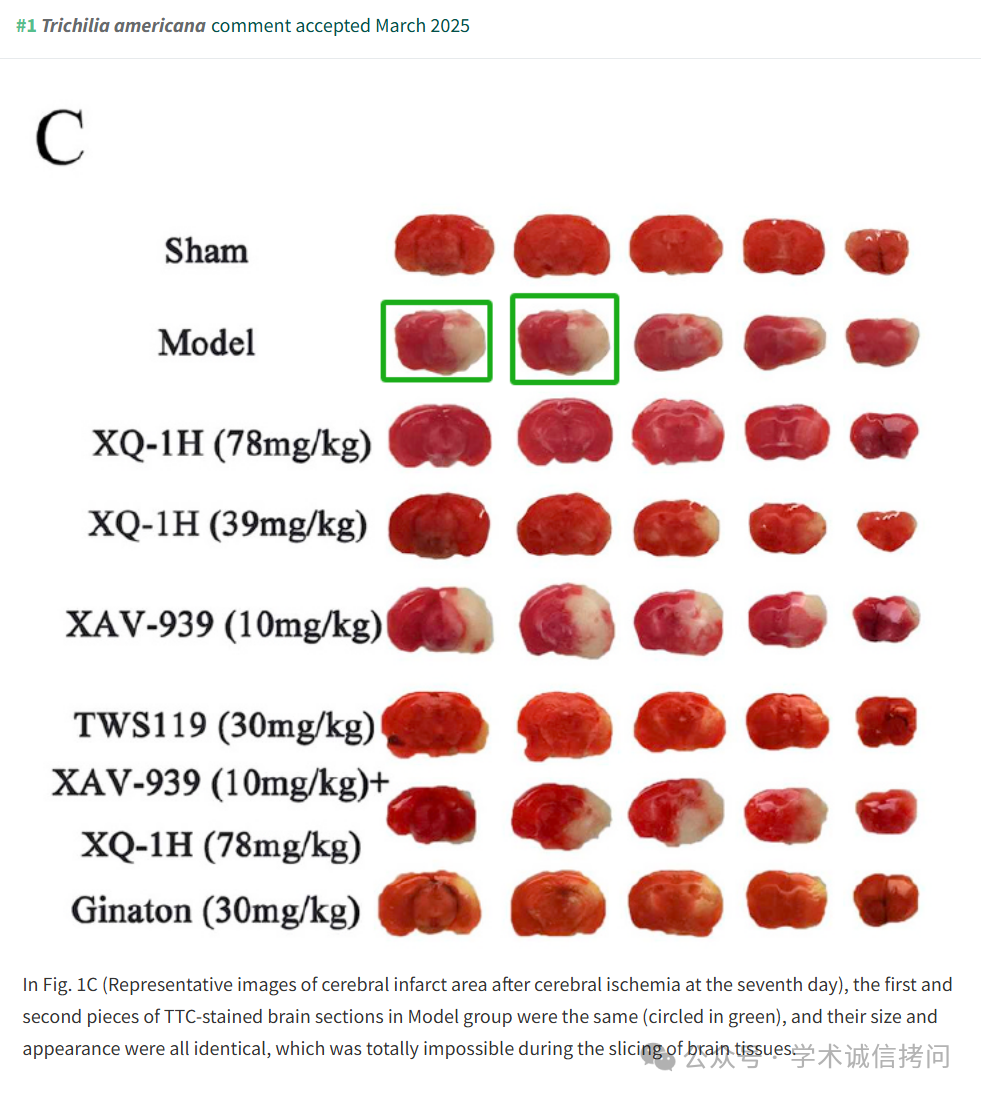 #1 Trichilia americana comment accepted March 2025
C
Sham
Model
XQ-1H (78mg/kg)
XQ-1H (39mg/kg)
XAV-939 (10mg/kg)
TWS119 (30mg/kg)
XAV-939 (10mg/kg)+
XQ-1H (78mg/kg)
Ginaton (30mg/kg)
In Fig. 1C (Representative images of cerebral infarct area after cerebral ischemia at the seventh day), the first and
second pieces of TTC-stained brain sections in Model group were the same (circled in green), and their size and
appearance were all identical, which was totally impossible during the slicing of brain tissues.
公众号 · 学术诚信拷问